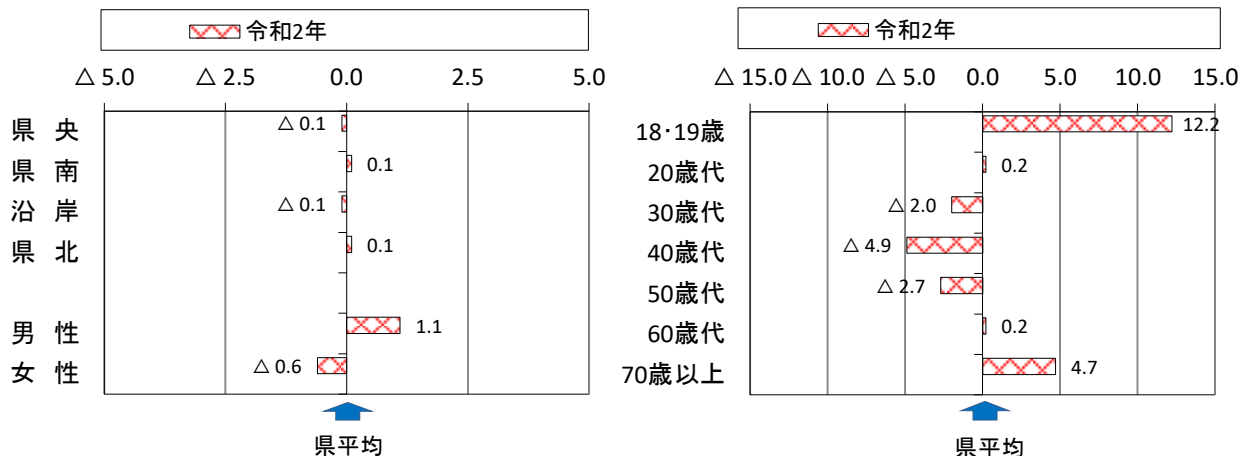 令和2年
△ 5.0 △ 2.5 0.0 2.5 5.0
県 央 △ 0.1
県 南 0.1
沿 岸 △ 0.1
県 北 0.1
男 性 1.1
女 性 △ 0.6
県平均
令和2年
△ 15.0 △ 10.0 △ 5.0 0.0 5.0 10.0 15.0
18･19歳 12.2
20歳代 0.2
30歳代 △ 2.0
40歳代 △ 4.9
50歳代 △ 2.7
60歳代 0.2
70歳以上 4.7
県平均